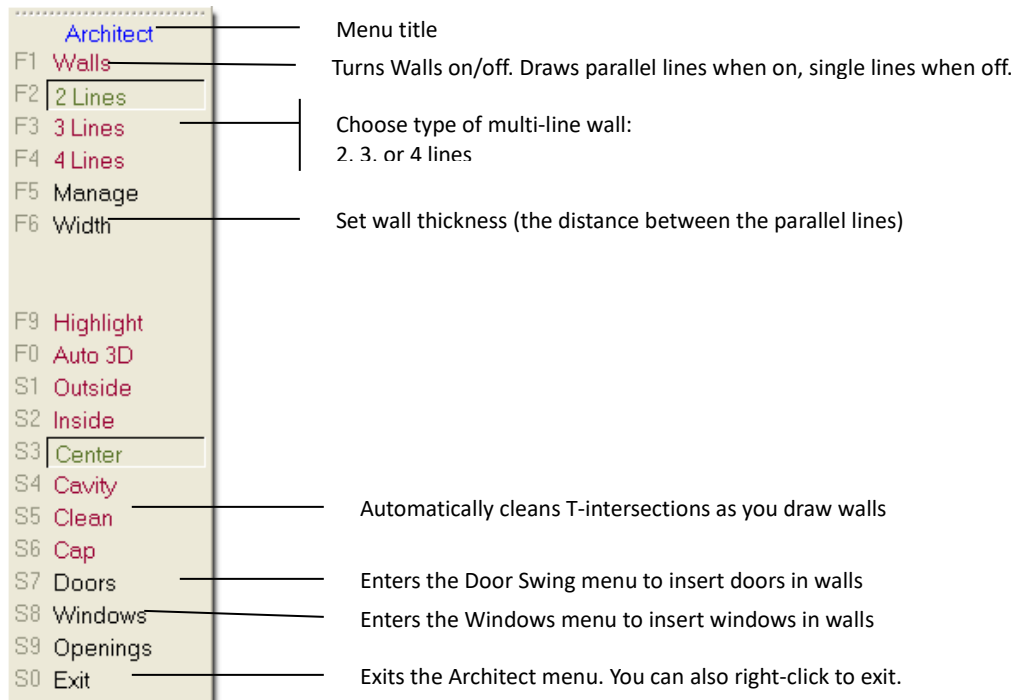 Architect Menu title
F1 Walls Turns Walls on/off. Draws parallel lines when on, single lines when off.
F2 2 Lines
F3 3 Lines Choose type of multi-line wall:
F4 4 Lines 2, 3, or 4 lines
F5 Manage
F6 Width Set wall thickness (the distance between the parallel lines)
F9 Highlight
F0 Auto 3D
S1 Outside
S2 Inside
S3 Center
S4 Cavity
S5 Clean Automatically cleans T-intersections as you draw walls
S6 Cap
S7 Doors Enters the Door Swing menu to insert doors in walls
S8 Windows Enters the Windows menu to insert windows in walls
S9 Openings
S0 Exit Exits the Architect menu. You can also right-click to exit.